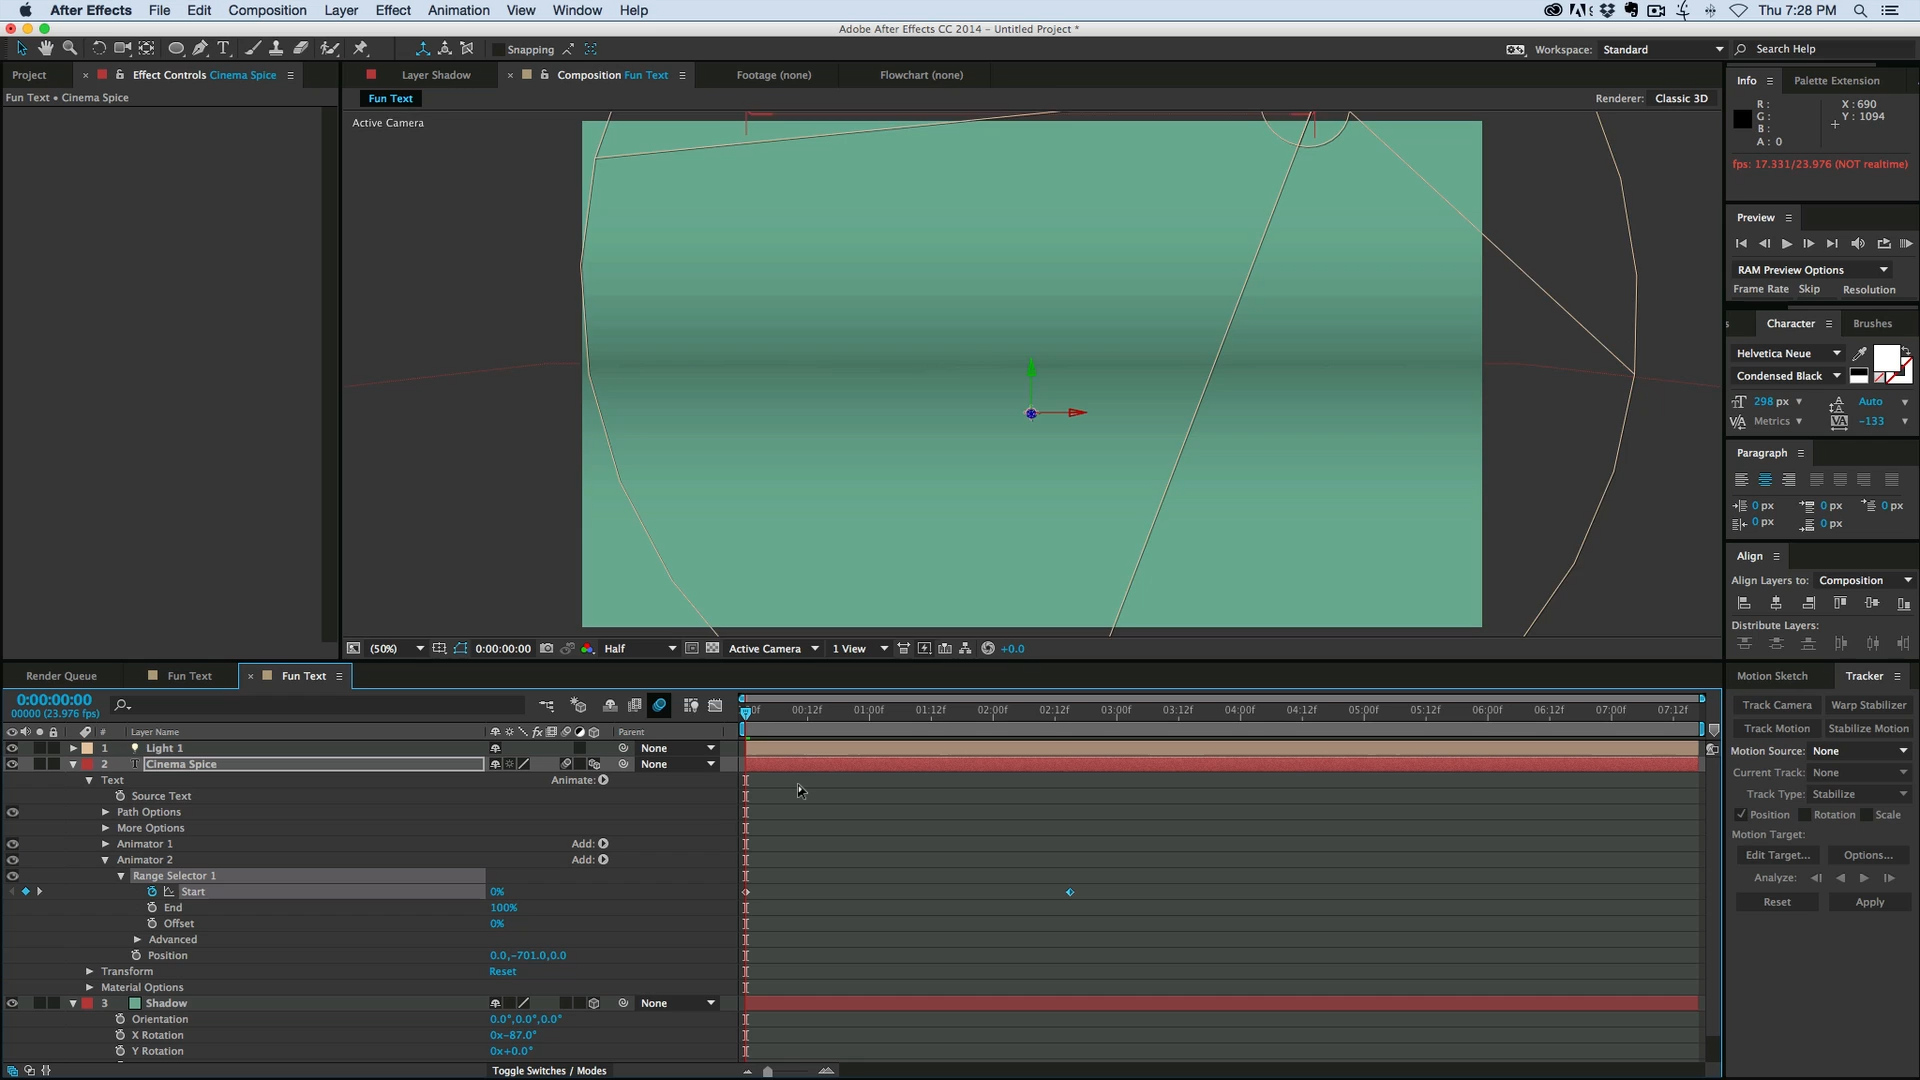 After Effects File Edit Composition Layer Effect Animation View Window Help Thu 7:28 PM
Adobe After Effects CC 2014 - Untitled Project *
Snapping Workspace: Standard Search Help
Project Effect Controls Cinema Spice Layer Shadow Composition Fun Text Footage (none) Flowchart (none) Info Palette Extension
Fun Text • Cinema Spice Fun Text Renderer: Classic 3D
R: X : 690
G: Y : 1094
B:
A : 0
Active Camera
fps: 17.331/23.976 (NOT realtime)
Preview
RAM Preview Options
Frame Rate Skip Resolution
s Character Brushes
Helvetica Neue
Condensed Black
298 px Auto
Metrics -133
Paragraph
0 px 0 px 0 px
0 px 0 px
Align
Align Layers to: Composition
Distribute Layers:
(50%) 0:00:00:00 Half Active Camera 1 View +0.0
Render Queue Fun Text Fun Text Motion Sketch Tracker
0:00:00:00
00000 (23.976 fps)
0f 00:12f 01:00f 01:12f 02:00f 02:12f 03:00f 03:12f 04:00f 04:12f 05:00f 05:12f 06:00f 06:12f 07:00f 07:12f
Track Camera Warp Stabilizer
Track Motion Stabilize Motion
Motion Source: None
Current Track: None
Track Type: Stabilize
Position Rotation Scale
Motion Target:
Edit Target... Options...
Analyze:
Reset Apply
# Layer Name fx Parent
1 Light 1 None
2 T Cinema Spice None
Text Animate:
Source Text
Path Options
More Options
Animator 1 Add:
Animator 2 Add:
Range Selector 1
Start 0%
End 100%
Offset 0%
Advanced
Position 0.0,-701.0,0.0
Transform Reset
Material Options
3 Shadow None
Orientation 0.0°,0.0°,0.0°
X Rotation 0x-87.0°
Y Rotation 0x+0.0°
Toggle Switches / Modes